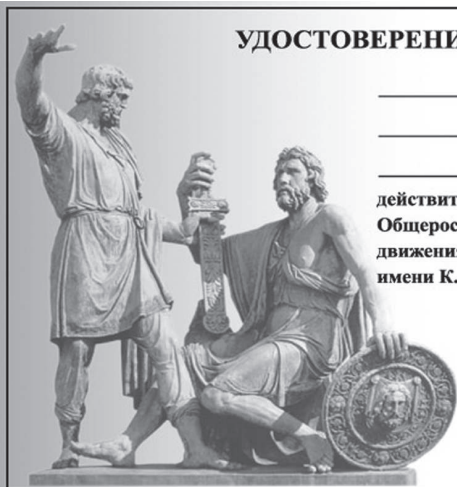 УДОСТОВЕРЕНИ
действит
Общерос
движени
имени К.